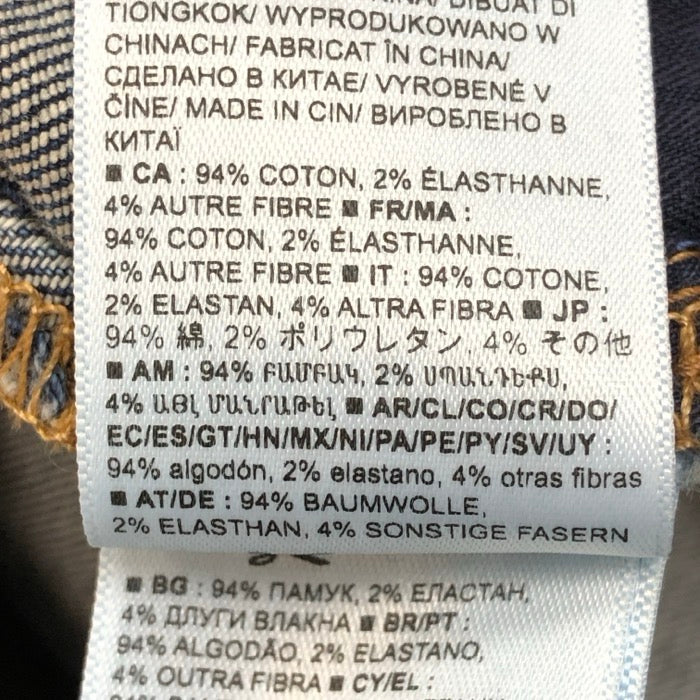 DIBUAT DI
TIONGKOK/ WYPRODUKOWANO W
CHINACH/ FABRICAT ÎN CHINA/
СДЕЛАНО В КИТАЕ/ VYROBENÉ V
ČÍNE/ MADE IN CIN/ ВИРОБЛЕНО В
КИТАЇ
■ CA : 94% COTON, 2% ÉLASTHANNE,
4% AUTRE FIBRE ■ FR/MA :
94% COTON, 2% ÉLASTHANNE,
4% AUTRE FIBRE ■ IT : 94% COTONE,
2% ELASTAN, 4% ALTRA FIBRA ■ JP :
94% 綿, 2% ポリウレタン, 4% その他
■ AM : 94% ԲԱՄԲԱԿ, 2% ՍՊԱՆԴԵՔՍ,
4% ԱՅԼ ՄԱՆՐԱԹԵԼ ■ AR/CL/CO/CR/DO/
EC/ES/GT/HN/MX/NI/PA/PE/PY/SV/UY :
94% algodón, 2% elastano, 4% otras fibras
■ AT/DE : 94% BAUMWOLLE,
2% ELASTHAN, 4% SONSTIGE FASERN
■ BG : 94% ПАМУК, 2% ЕЛАСТАН,
4% ДРУГИ ВЛАКНА ■ BR/PT :
94% ALGODÃO, 2% ELASTANO,
4% OUTRA FIBRA ■ CY/EL :